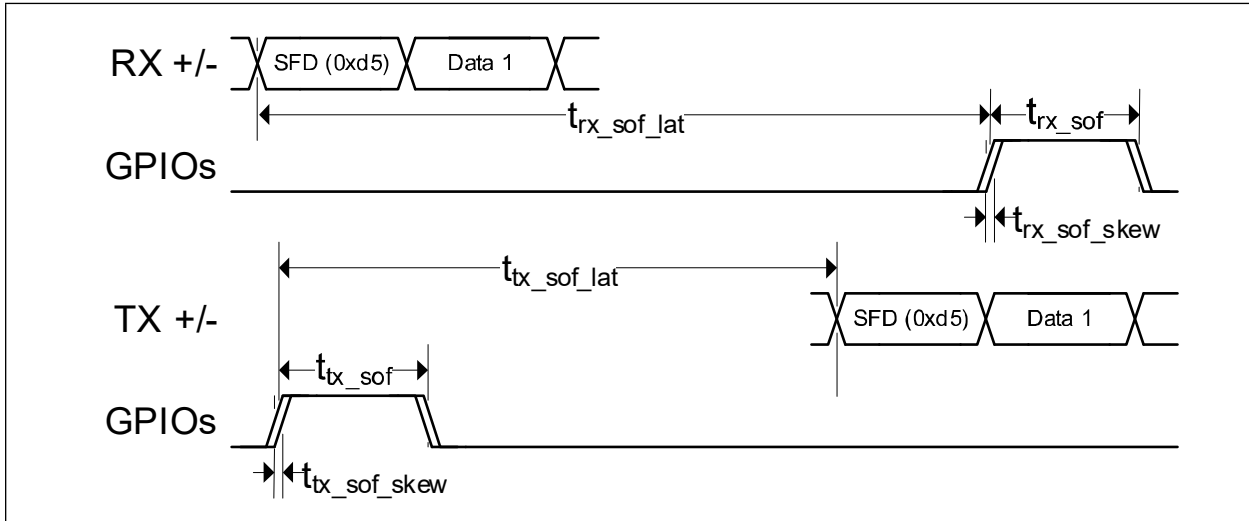 RX +/-
SFD (0xd5)
Data 1
trx_sof_lat
trx_sof
GPIOs
trx_sof_skew
ttx_sof_lat
TX +/-
SFD (0xd5)
Data 1
ttx_sof
GPIOs
ttx_sof_skew